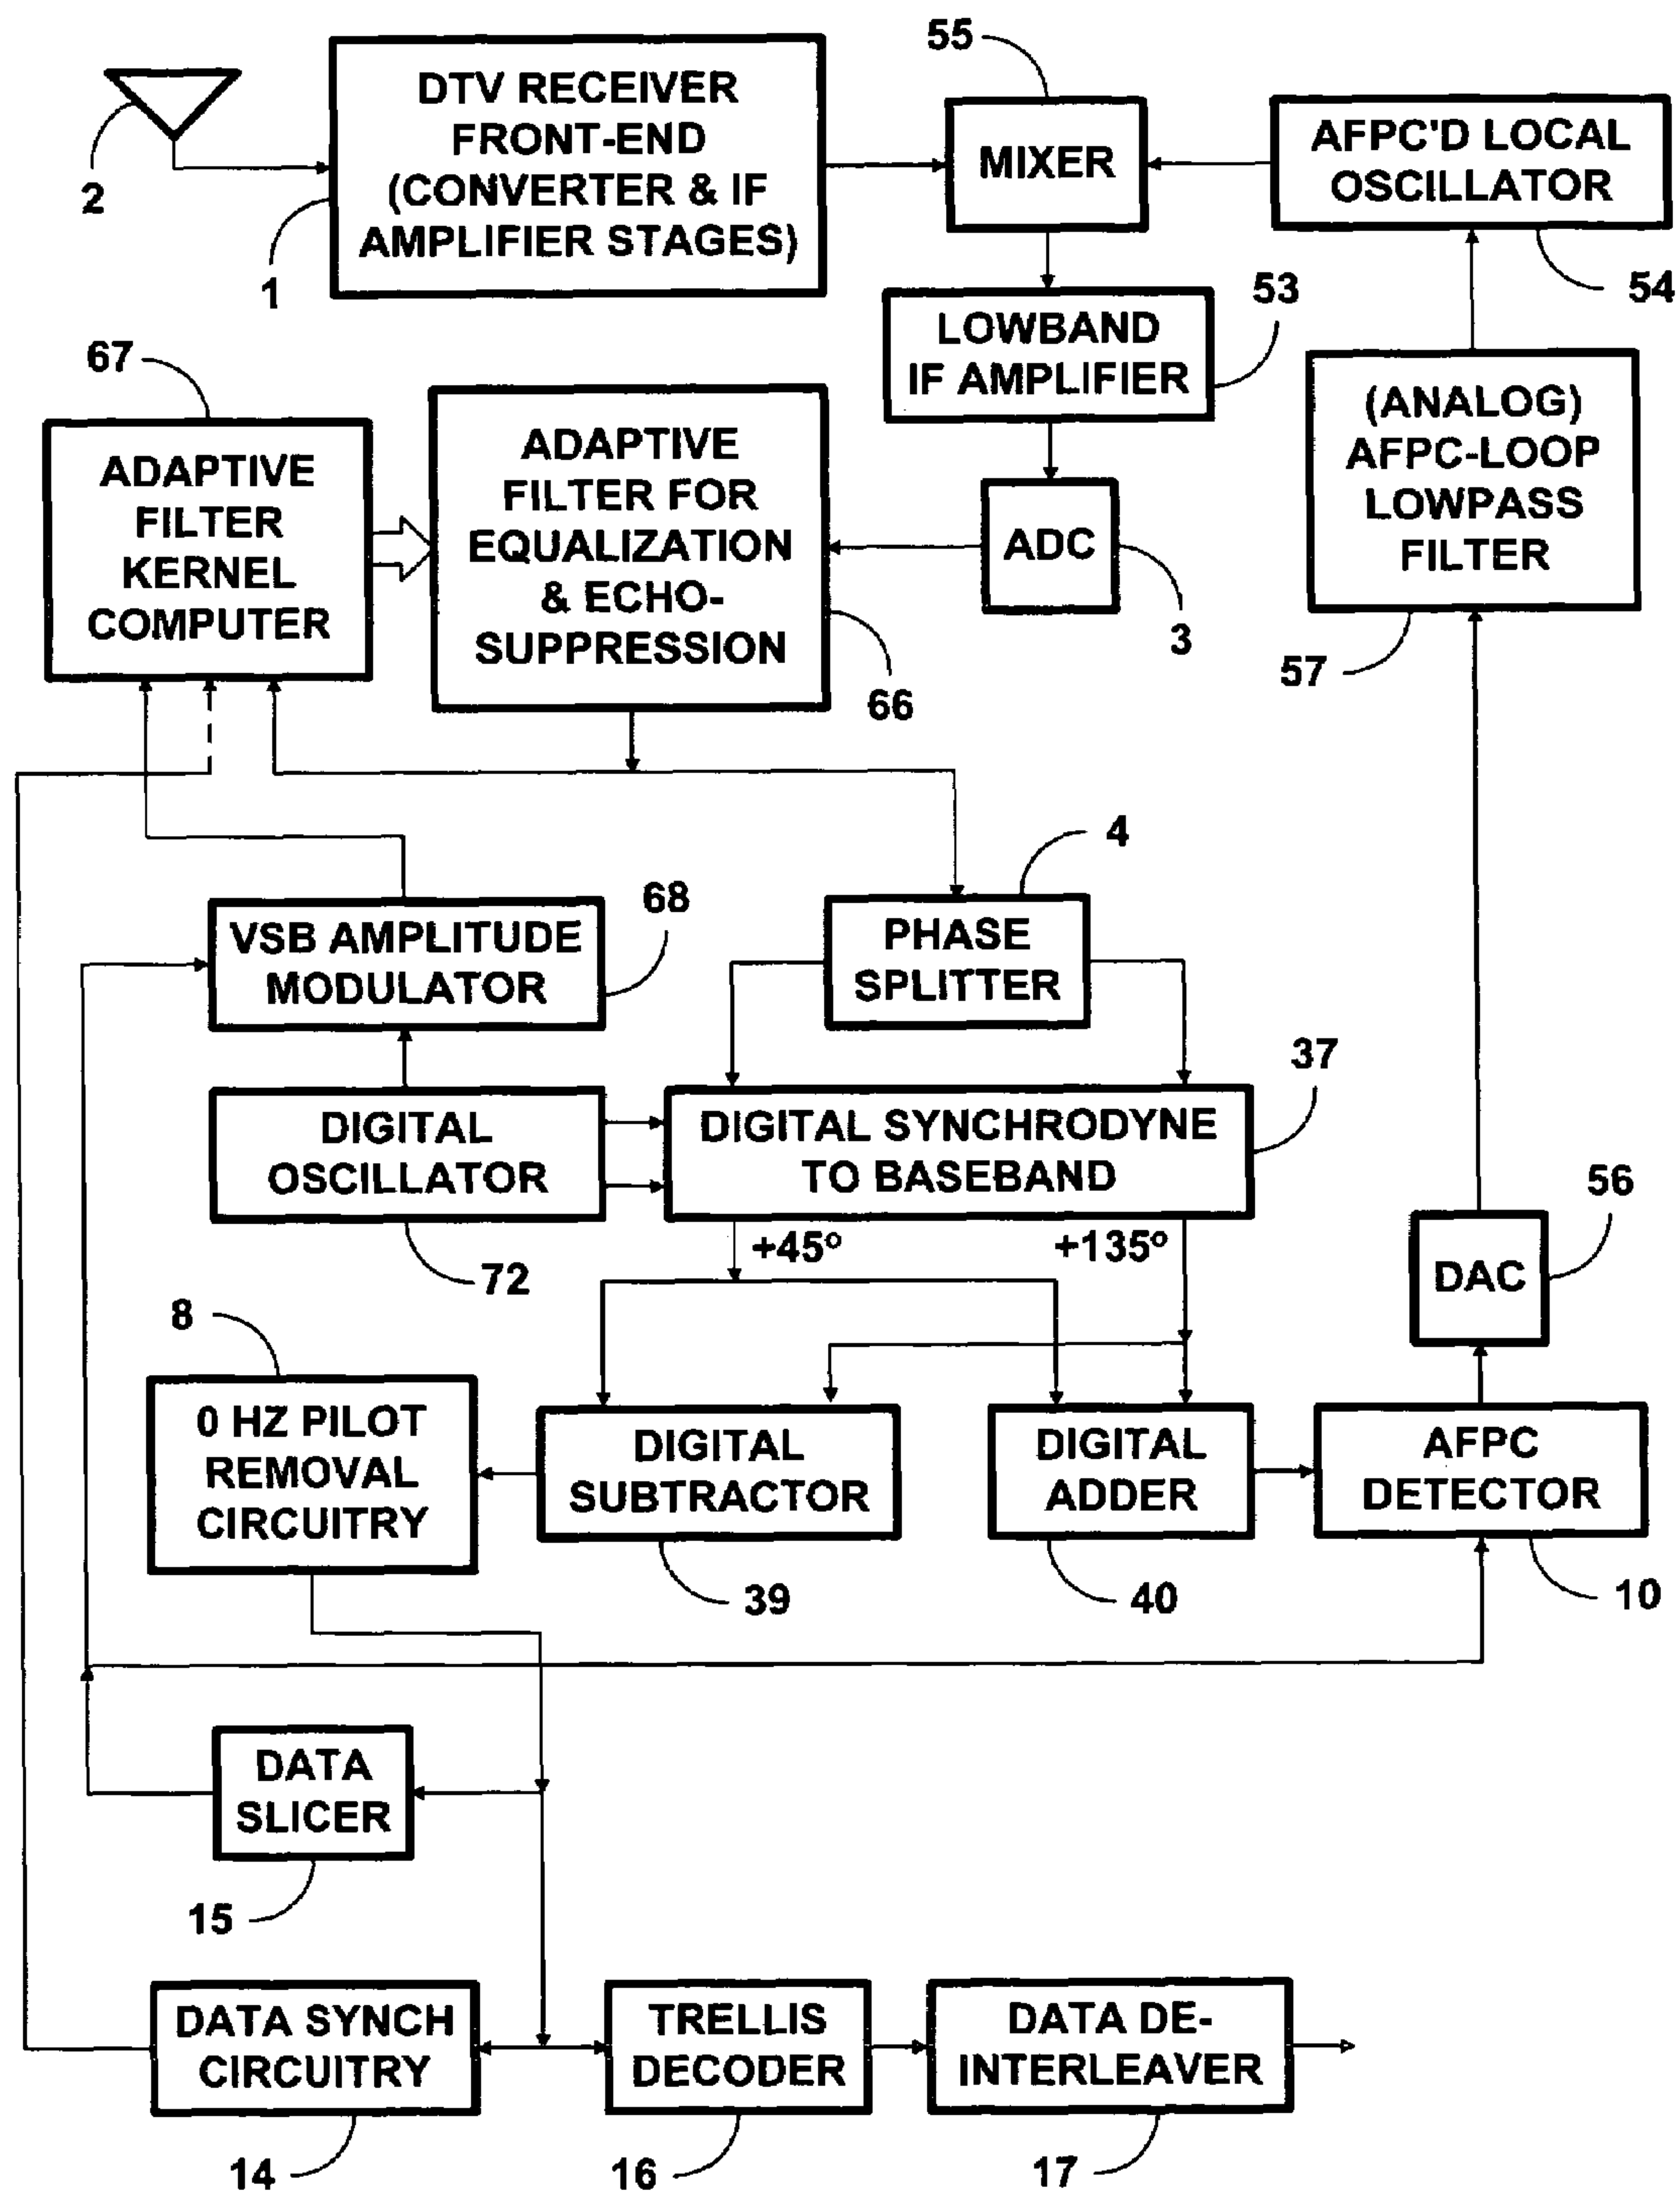 55
DTV RECEIVER
FRONT-END
(CONVERTER & IF
AMPLIFIER STAGES)
MIXER
AFPC'D LOCAL
OSCILLATOR
2
1
54
53
LOWBAND
IF AMPLIFIER
67
ADAPTIVE
FILTER
KERNEL
COMPUTER
ADAPTIVE
FILTER FOR
EQUALIZATION
& ECHO-
SUPPRESSION
ADC
(ANALOG)
AFPC-LOOP
LOWPASS
FILTER
3
57
66
4
68
VSB AMPLITUDE
MODULATOR
PHASE
SPLITTER
37
DIGITAL
OSCILLATOR
DIGITAL SYNCHRODYNE
TO BASEBAND
56
+45°
+135°
72
DAC
8
0 HZ PILOT
REMOVAL
CIRCUITRY
DIGITAL
SUBTRACTOR
DIGITAL
ADDER
AFPC
DETECTOR
39
40
10
DATA
SLICER
15
DATA SYNCH
CIRCUITRY
TRELLIS
DECODER
DATA DE-
INTERLEAVER
14
16
17